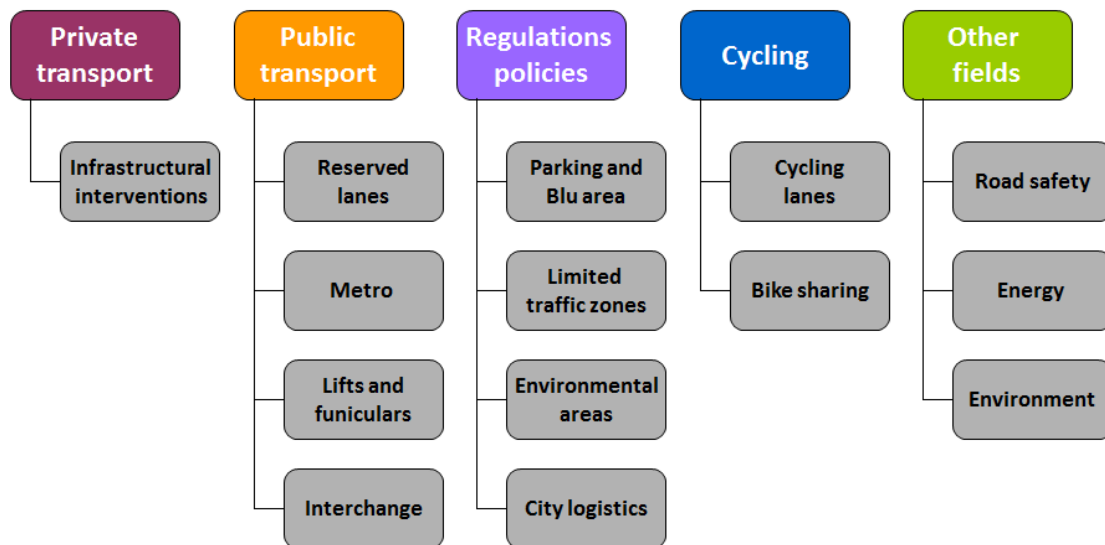 Private
transport
Infrastructural
interventions
Public
transport
Reserved
lanes
Metro
Lifts and
funiculars
Interchange
Regulations
policies
Parking and
Blu area
Limited
traffic zones
Environmental
areas
City logistics
Cycling
Cycling
lanes
Bike sharing
Other
fields
Road safety
Energy
Environment